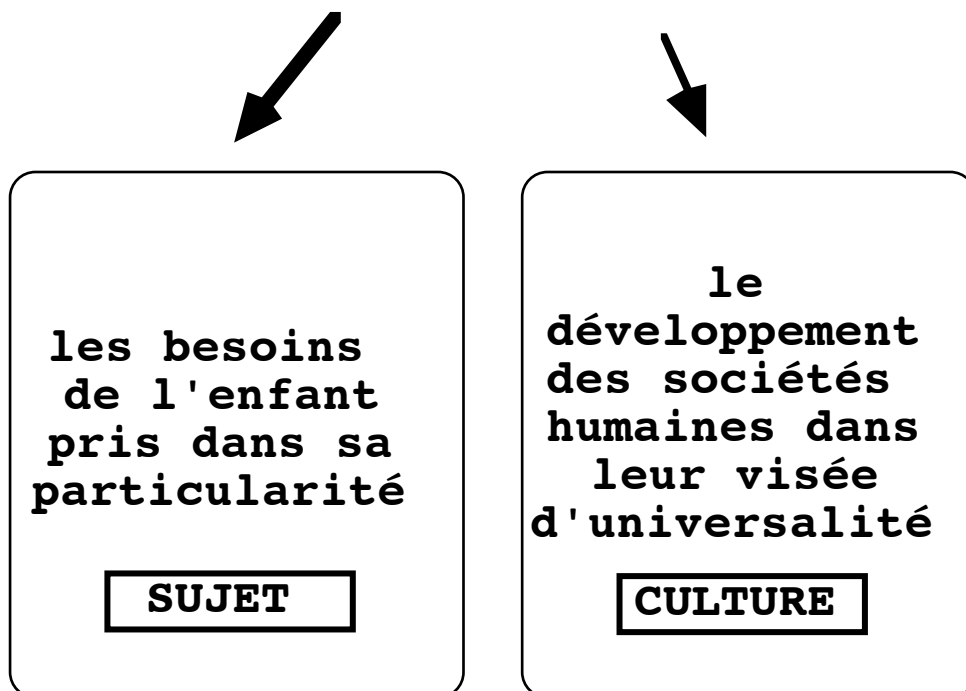 les besoins
de l'enfant
pris dans sa
particularité
SUJET
le
développement
des sociétés
humaines dans
leur visée
d'universalité
CULTURE